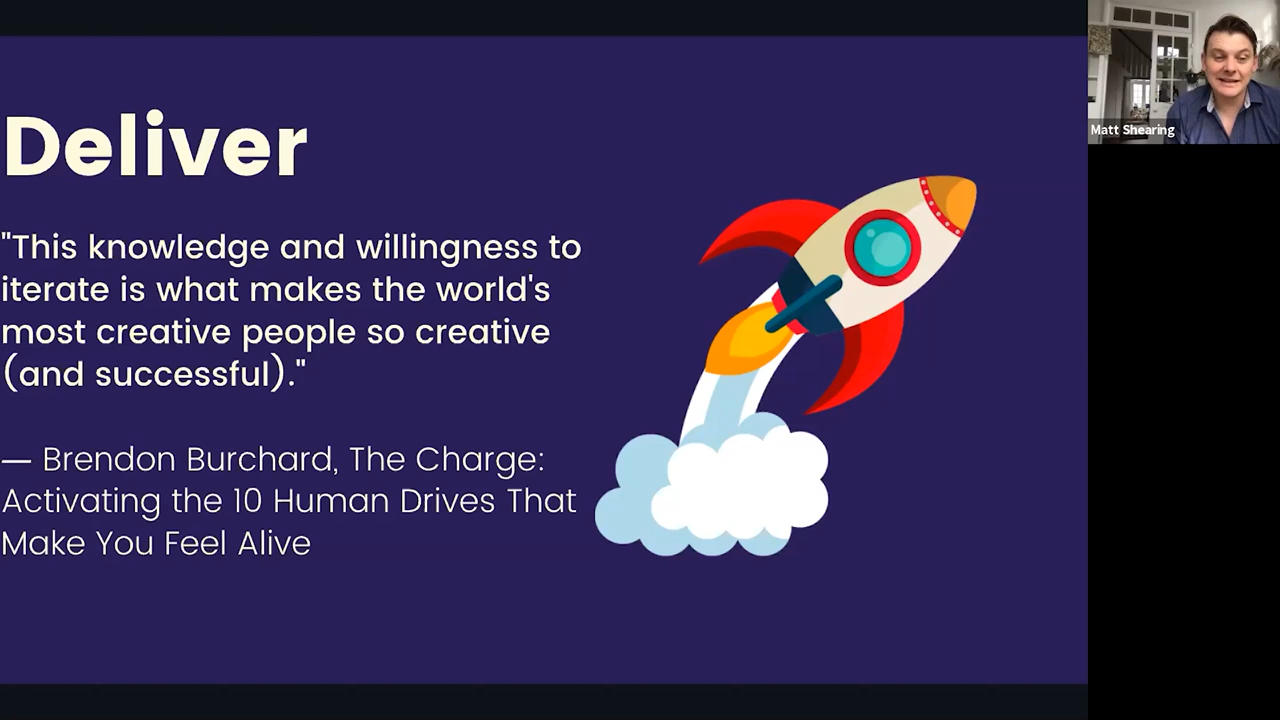 Deliver
"This knowledge and willingness to
iterate is what makes the world's
most creative people so creative
(and successful)."
— Brendon Burchard, The Charge:
Activating the 10 Human Drives That
Make You Feel Alive
Matt Shearing